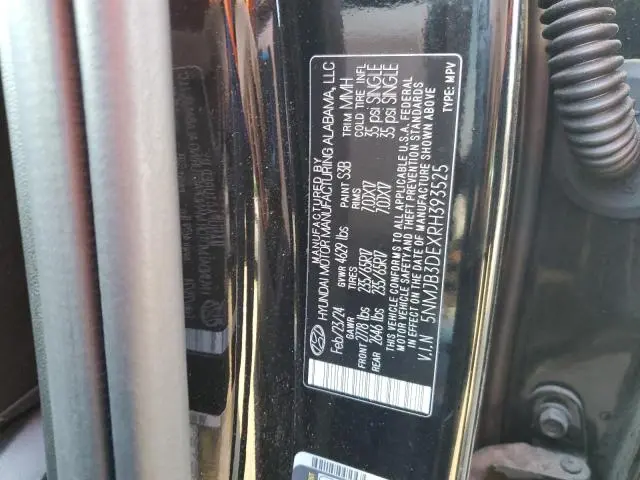 MANUFACTURED BY
HYUNDAI MOTOR MANUFACTURING ALABAMA, LLC
Feb/23/24 GVWR 4629 lbs PAINT S3B TRIM MMH
GAWR TIRES RIMS COLD TIRE INFL
FRONT 2778 lbs 235/65R17 7.0JX17 35 psi SINGLE
REAR 2646 lbs 235/65R17 7.0JX17 35 psi SINGLE
THIS VEHICLE CONFORMS TO ALL APPLICABLE U.S.A. FEDERAL
MOTOR VEHICLE SAFETY AND THEFT PREVENTION STANDARDS
IN EFFECT ON THE DATE OF MANUFACTURE SHOWN ABOVE
V.I.N 5NMJB3DEXRH393525 TYPE: MPV